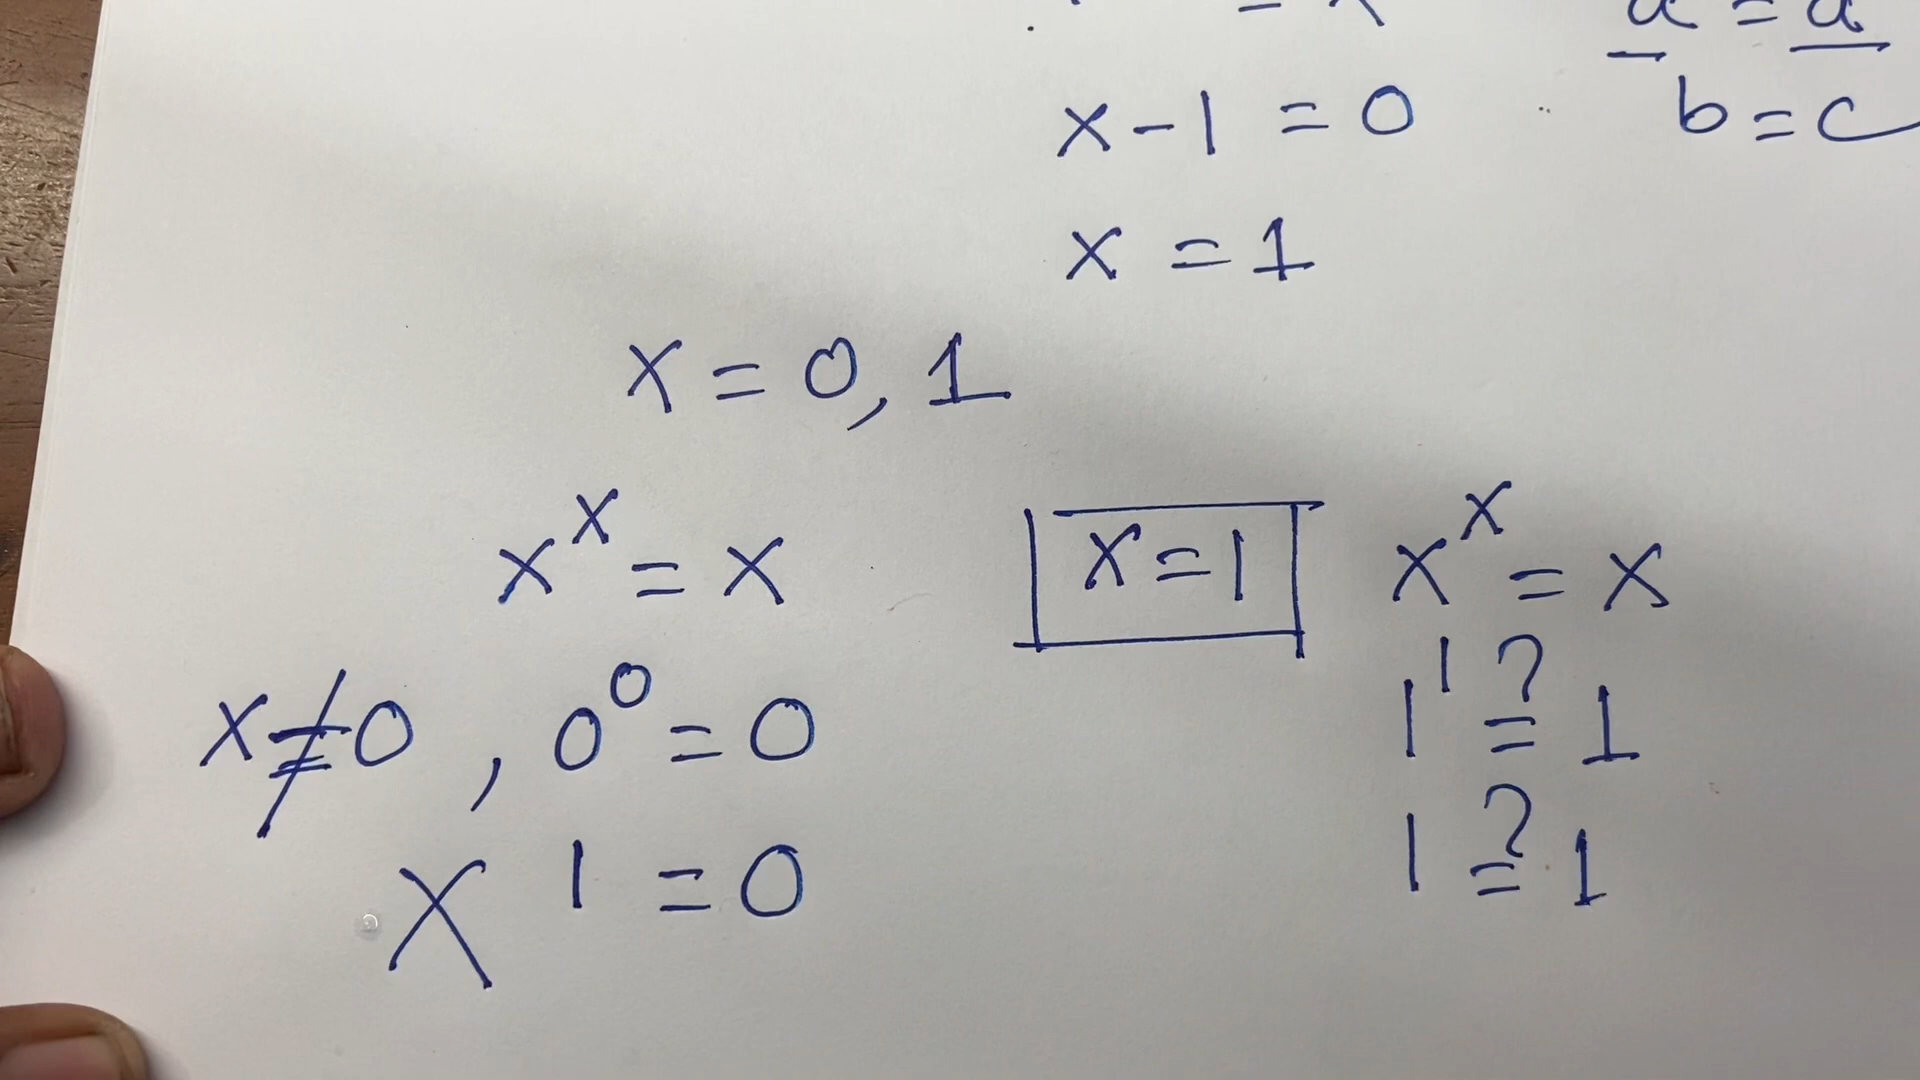 = x a = a
x - 1 = 0 b = c
x = 1
x = 0, 1
x^x = x x = 1 x^x = x
x ≠ 0 , 0^0 = 0 1^1 ≟ 1
X 1 = 0 1 ≟ 1